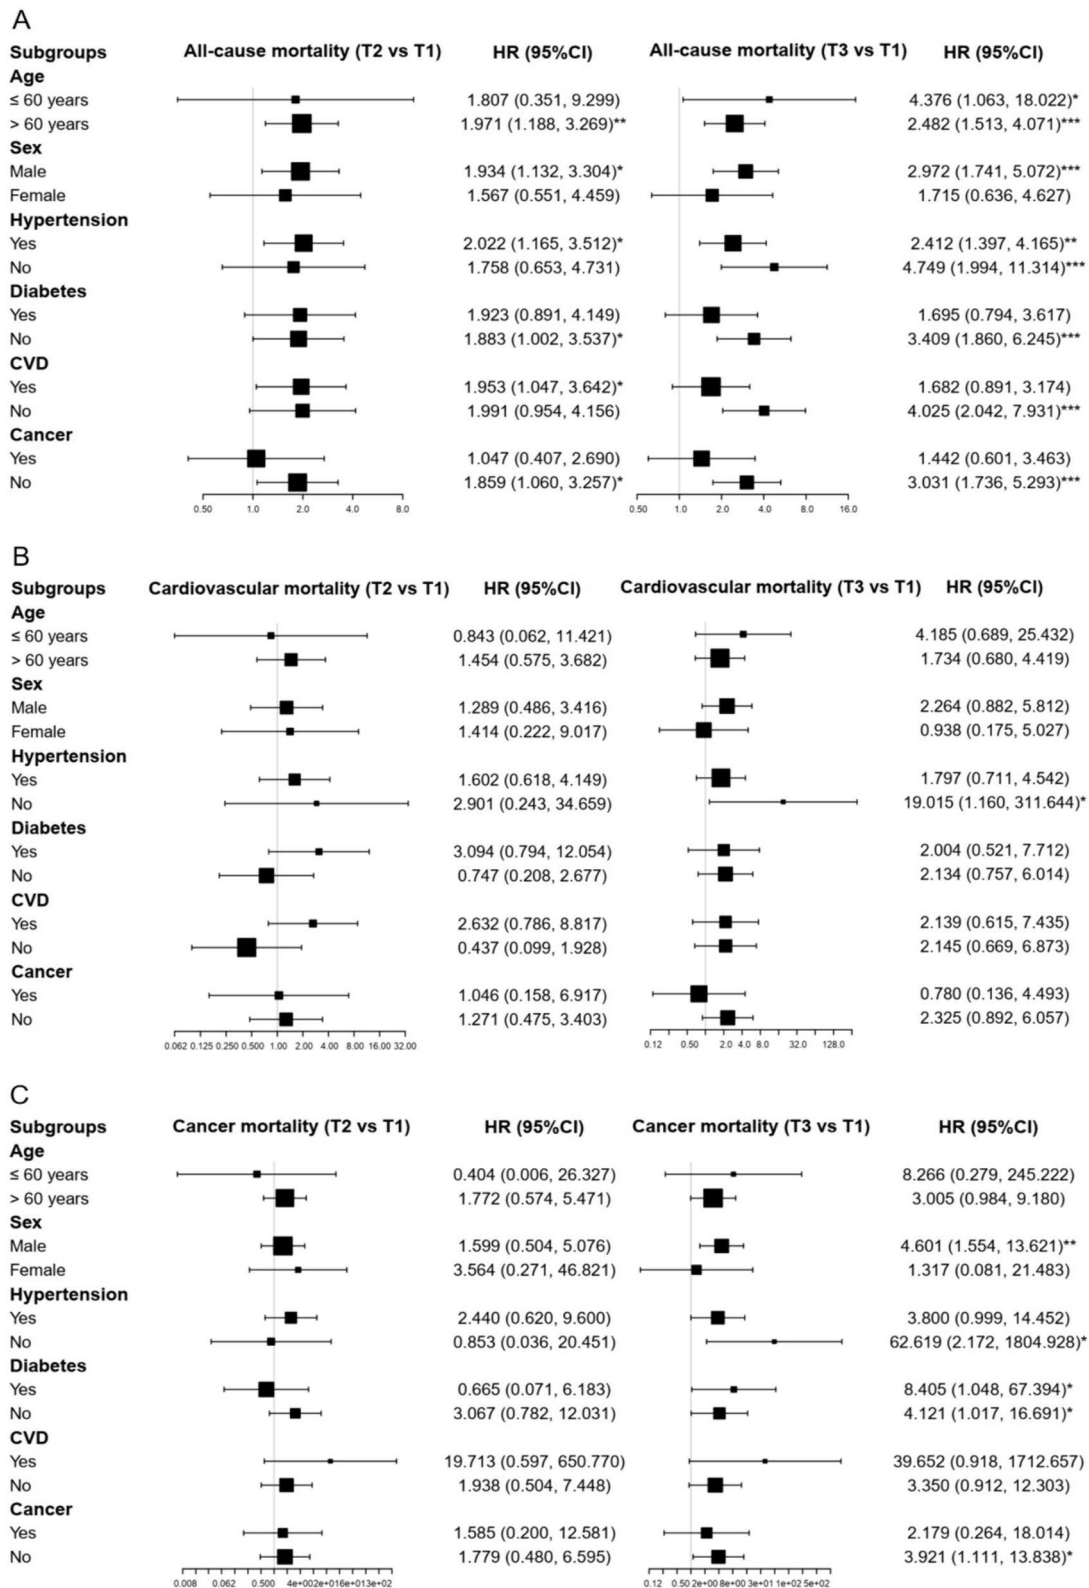 A
Subgroups All-cause mortality (T2 vs T1) HR (95%CI) All-cause mortality (T3 vs T1) HR (95%CI)
Age
≤ 60 years 1.807 (0.351, 9.299) 4.376 (1.063, 18.022)*
> 60 years 1.971 (1.188, 3.269)** 2.482 (1.513, 4.071)***
Sex
Male 1.934 (1.132, 3.304)* 2.972 (1.741, 5.072)***
Female 1.567 (0.551, 4.459) 1.715 (0.636, 4.627)
Hypertension
Yes 2.022 (1.165, 3.512)* 2.412 (1.397, 4.165)**
No 1.758 (0.653, 4.731) 4.749 (1.994, 11.314)***
Diabetes
Yes 1.923 (0.891, 4.149) 1.695 (0.794, 3.617)
No 1.883 (1.002, 3.537)* 3.409 (1.860, 6.245)***
CVD
Yes 1.953 (1.047, 3.642)* 1.682 (0.891, 3.174)
No 1.991 (0.954, 4.156) 4.025 (2.042, 7.931)***
Cancer
Yes 1.047 (0.407, 2.690) 1.442 (0.601, 3.463)
No 1.859 (1.060, 3.257)* 3.031 (1.736, 5.293)***
0.50 1.0 2.0 4.0 8.0 0.50 1.0 2.0 4.0 8.0 16.0
B
Subgroups Cardiovascular mortality (T2 vs T1) HR (95%CI) Cardiovascular mortality (T3 vs T1) HR (95%CI)
Age
≤ 60 years 0.843 (0.062, 11.421) 4.185 (0.689, 25.432)
> 60 years 1.454 (0.575, 3.682) 1.734 (0.680, 4.419)
Sex
Male 1.289 (0.486, 3.416) 2.264 (0.882, 5.812)
Female 1.414 (0.222, 9.017) 0.938 (0.175, 5.027)
Hypertension
Yes 1.602 (0.618, 4.149) 1.797 (0.711, 4.542)
No 2.901 (0.243, 34.659) 19.015 (1.160, 311.644)*
Diabetes
Yes 3.094 (0.794, 12.054) 2.004 (0.521, 7.712)
No 0.747 (0.208, 2.677) 2.134 (0.757, 6.014)
CVD
Yes 2.632 (0.786, 8.817) 2.139 (0.615, 7.435)
No 0.437 (0.099, 1.928) 2.145 (0.669, 6.873)
Cancer
Yes 1.046 (0.158, 6.917) 0.780 (0.136, 4.493)
No 1.271 (0.475, 3.403) 2.325 (0.892, 6.057)
0.062 0.125 0.250 0.500 1.00 2.00 4.00 8.00 16.00 32.00 0.12 0.50 2.0 4.0 8.0 32.0 128.0
C
Subgroups Cancer mortality (T2 vs T1) HR (95%CI) Cancer mortality (T3 vs T1) HR (95%CI)
Age
≤ 60 years 0.404 (0.006, 26.327) 8.266 (0.279, 245.222)
> 60 years 1.772 (0.574, 5.471) 3.005 (0.984, 9.180)
Sex
Male 1.599 (0.504, 5.076) 4.601 (1.554, 13.621)**
Female 3.564 (0.271, 46.821) 1.317 (0.081, 21.483)
Hypertension
Yes 2.440 (0.620, 9.600) 3.800 (0.999, 14.452)
No 0.853 (0.036, 20.451) 62.619 (2.172, 1804.928)*
Diabetes
Yes 0.665 (0.071, 6.183) 8.405 (1.048, 67.394)*
No 3.067 (0.782, 12.031) 4.121 (1.017, 16.691)*
CVD
Yes 19.713 (0.597, 650.770) 39.652 (0.918, 1712.657)
No 1.938 (0.504, 7.448) 3.350 (0.912, 12.303)
Cancer
Yes 1.585 (0.200, 12.581) 2.179 (0.264, 18.014)
No 1.779 (0.480, 6.595) 3.921 (1.111, 13.838)*
0.008 0.062 0.500 4e+002e+016e+013e+02 0.12 0.50 2e+008e+00 3e+01 1e+02 5e+02